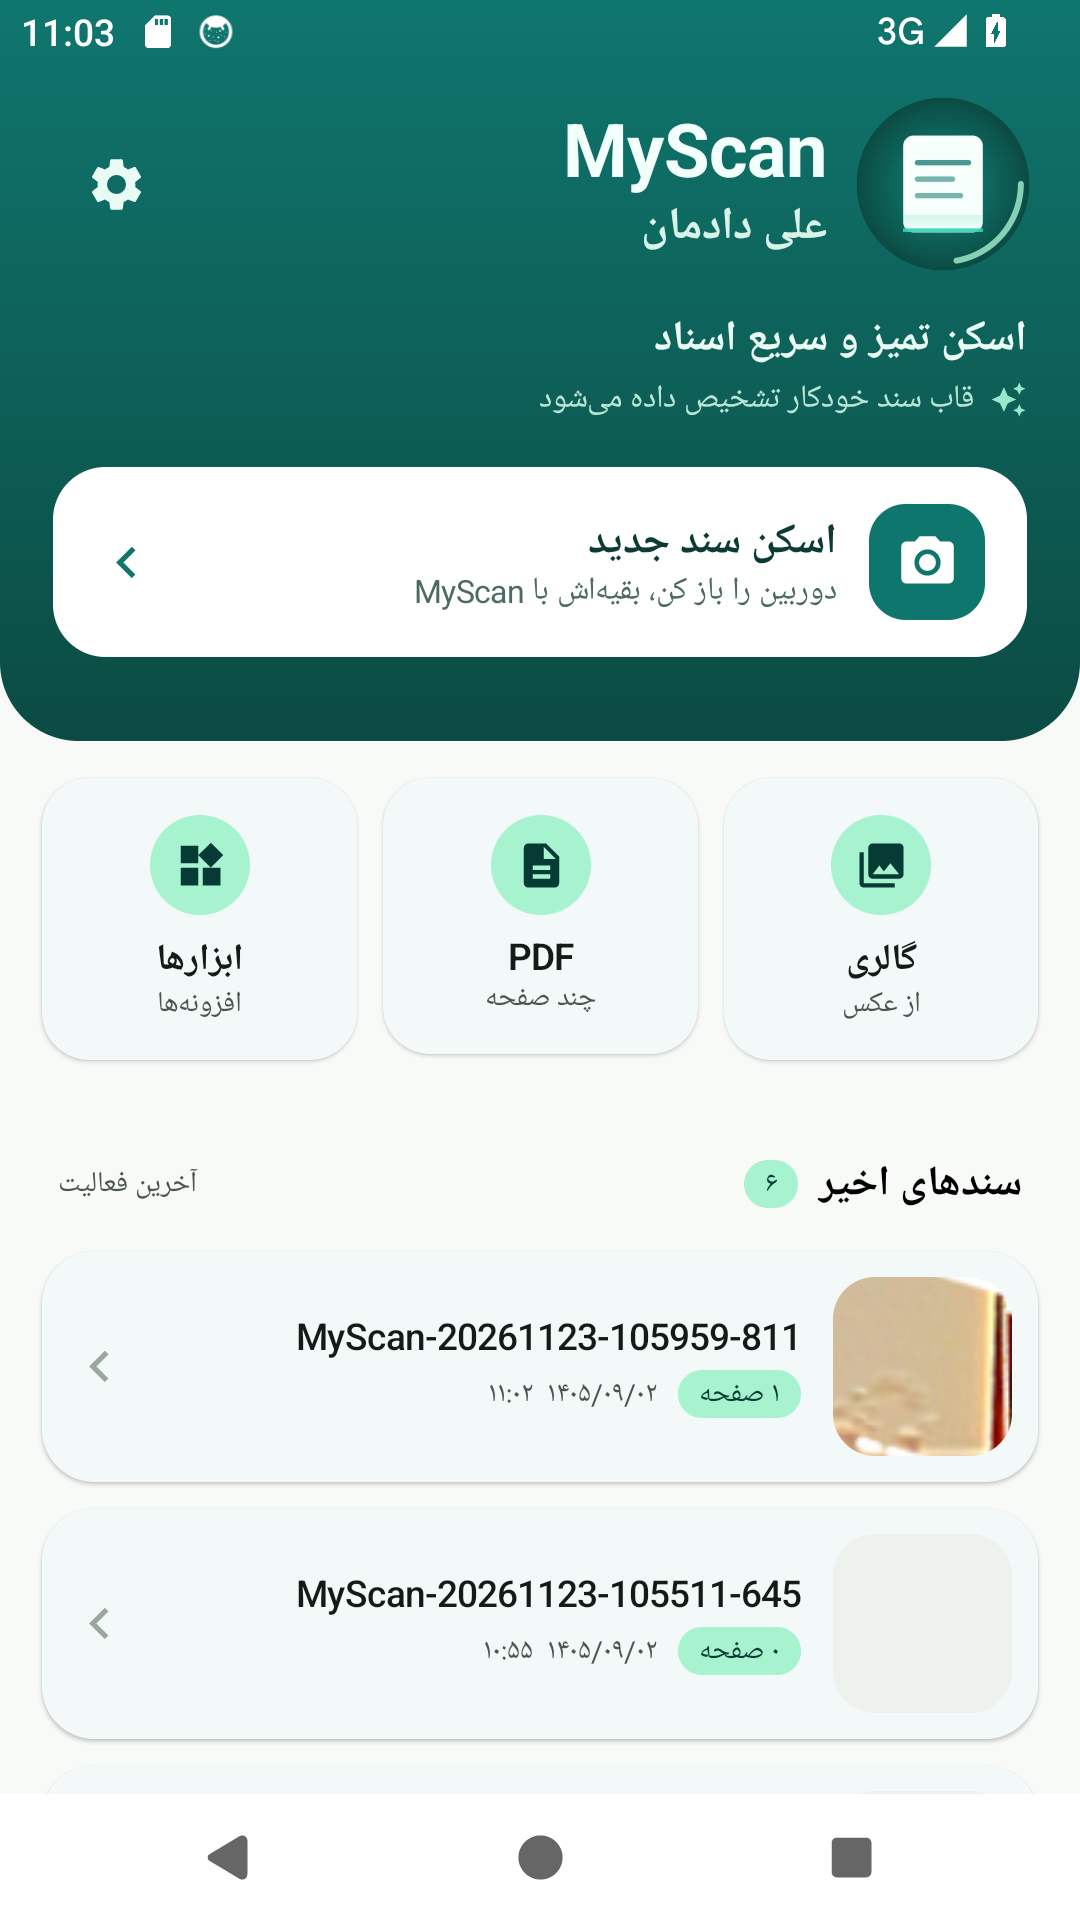 11:03
3G
MyScan
علی دادمان
اسکن تمیز و سریع اسناد
قاب سند خودکار تشخیص داده می‌شود
اسکن سند جدید
دوربین را باز کن، بقیه‌اش با MyScan
گالری
از عکس
PDF
چند صفحه
ابزارها
افزونه‌ها
سندهای اخیر
۶
آخرین فعالیت
MyScan-20261123-105959-811
۱ صفحه
۱۴۰۵/۰۹/۰۲ ۱۱:۰۲
MyScan-20261123-105511-645
۰ صفحه
۱۴۰۵/۰۹/۰۲ ۱۰:۵۵